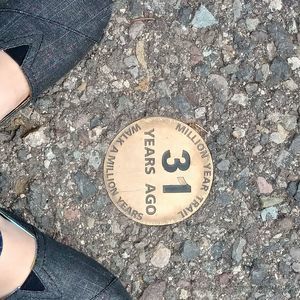 MILLION YEAR TRAIL
31
YEARS AGO
WALK A MILLION YEARS